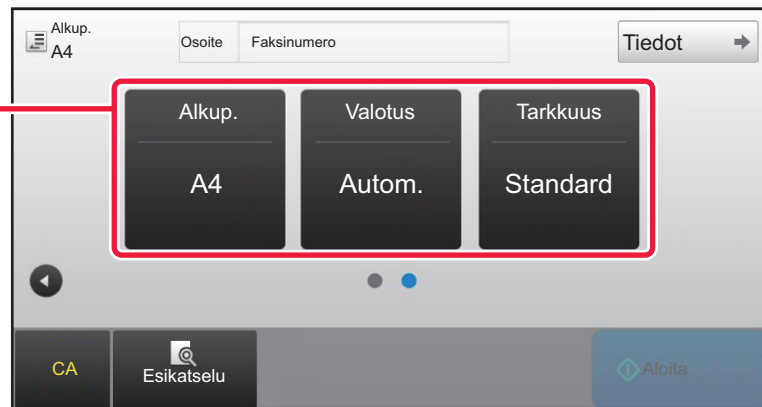 Alkup.
A4
Osoite
Faksinumero
Tiedot
Alkup.
Valotus
Tarkkuus
A4
Autom.
Standard
CA
Esikatselu
Aloita